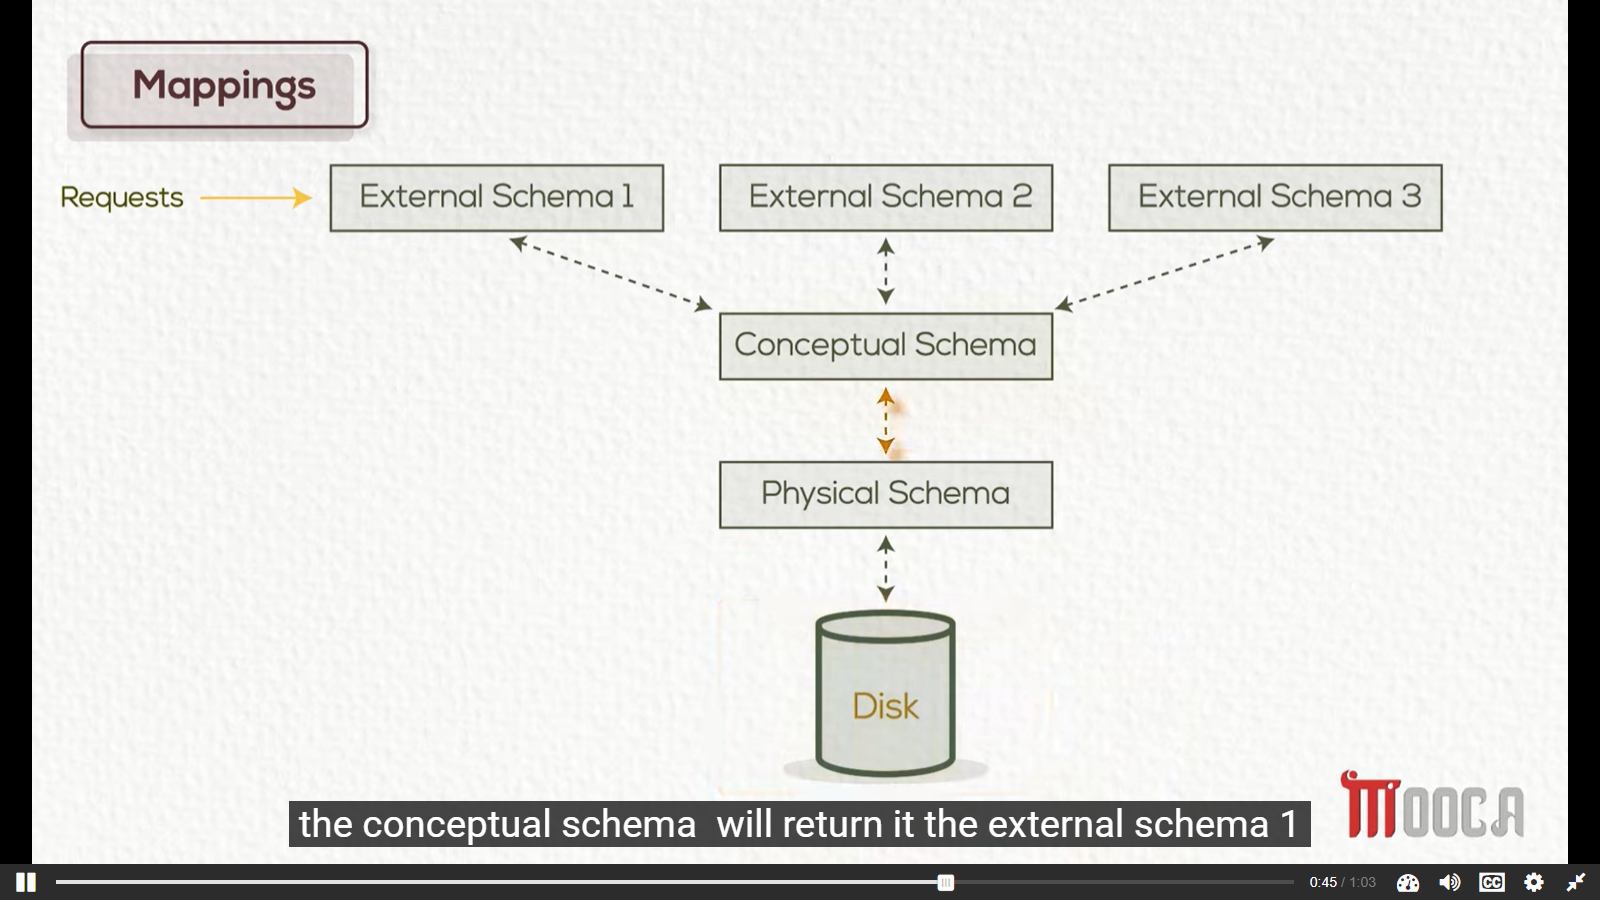 Mappings
Requests
External Schema 1
External Schema 2
External Schema 3
Conceptual Schema
Physical Schema
Disk
the conceptual schema  will return it the external schema 1
MOOCA
0:45 / 1:03
CC